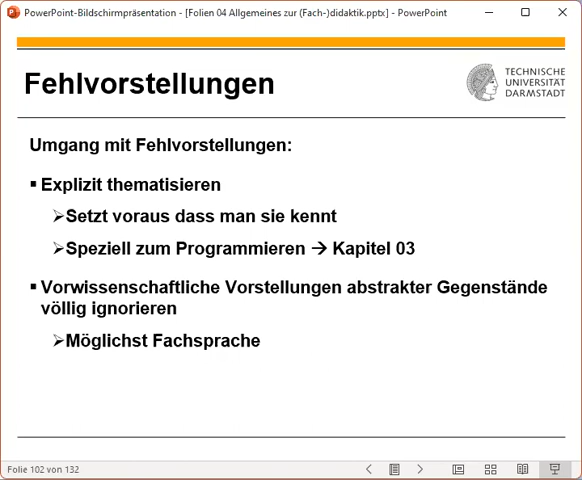 PowerPoint-Bildschirmpräsentation - [Folien 04 Allgemeines zur (Fach-)didaktik.pptx] - PowerPoint
Fehlvorstellungen
TECHNISCHE
UNIVERSITÄT
DARMSTADT
Umgang mit Fehlvorstellungen:
▪ Explizit thematisieren
➢Setzt voraus dass man sie kennt
➢Speziell zum Programmieren → Kapitel 03
▪ Vorwissenschaftliche Vorstellungen abstrakter Gegenstände
völlig ignorieren
➢Möglichst Fachsprache
Folie 102 von 132